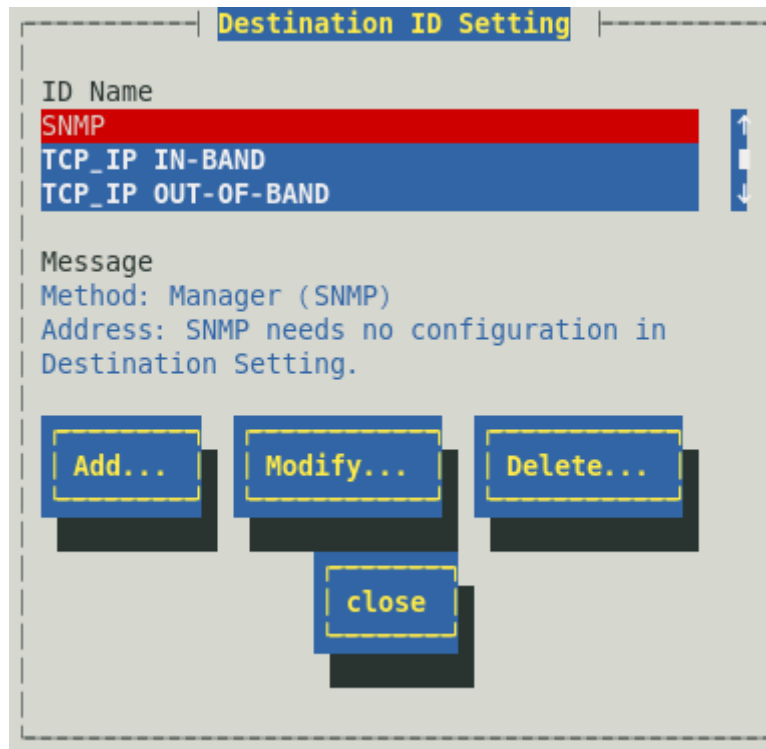 Destination ID Setting
ID Name
SNMP
TCP_IP IN-BAND
TCP_IP OUT-OF-BAND
Message
Method: Manager (SNMP)
Address: SNMP needs no configuration in
Destination Setting.
Add... Modify... Delete...
close